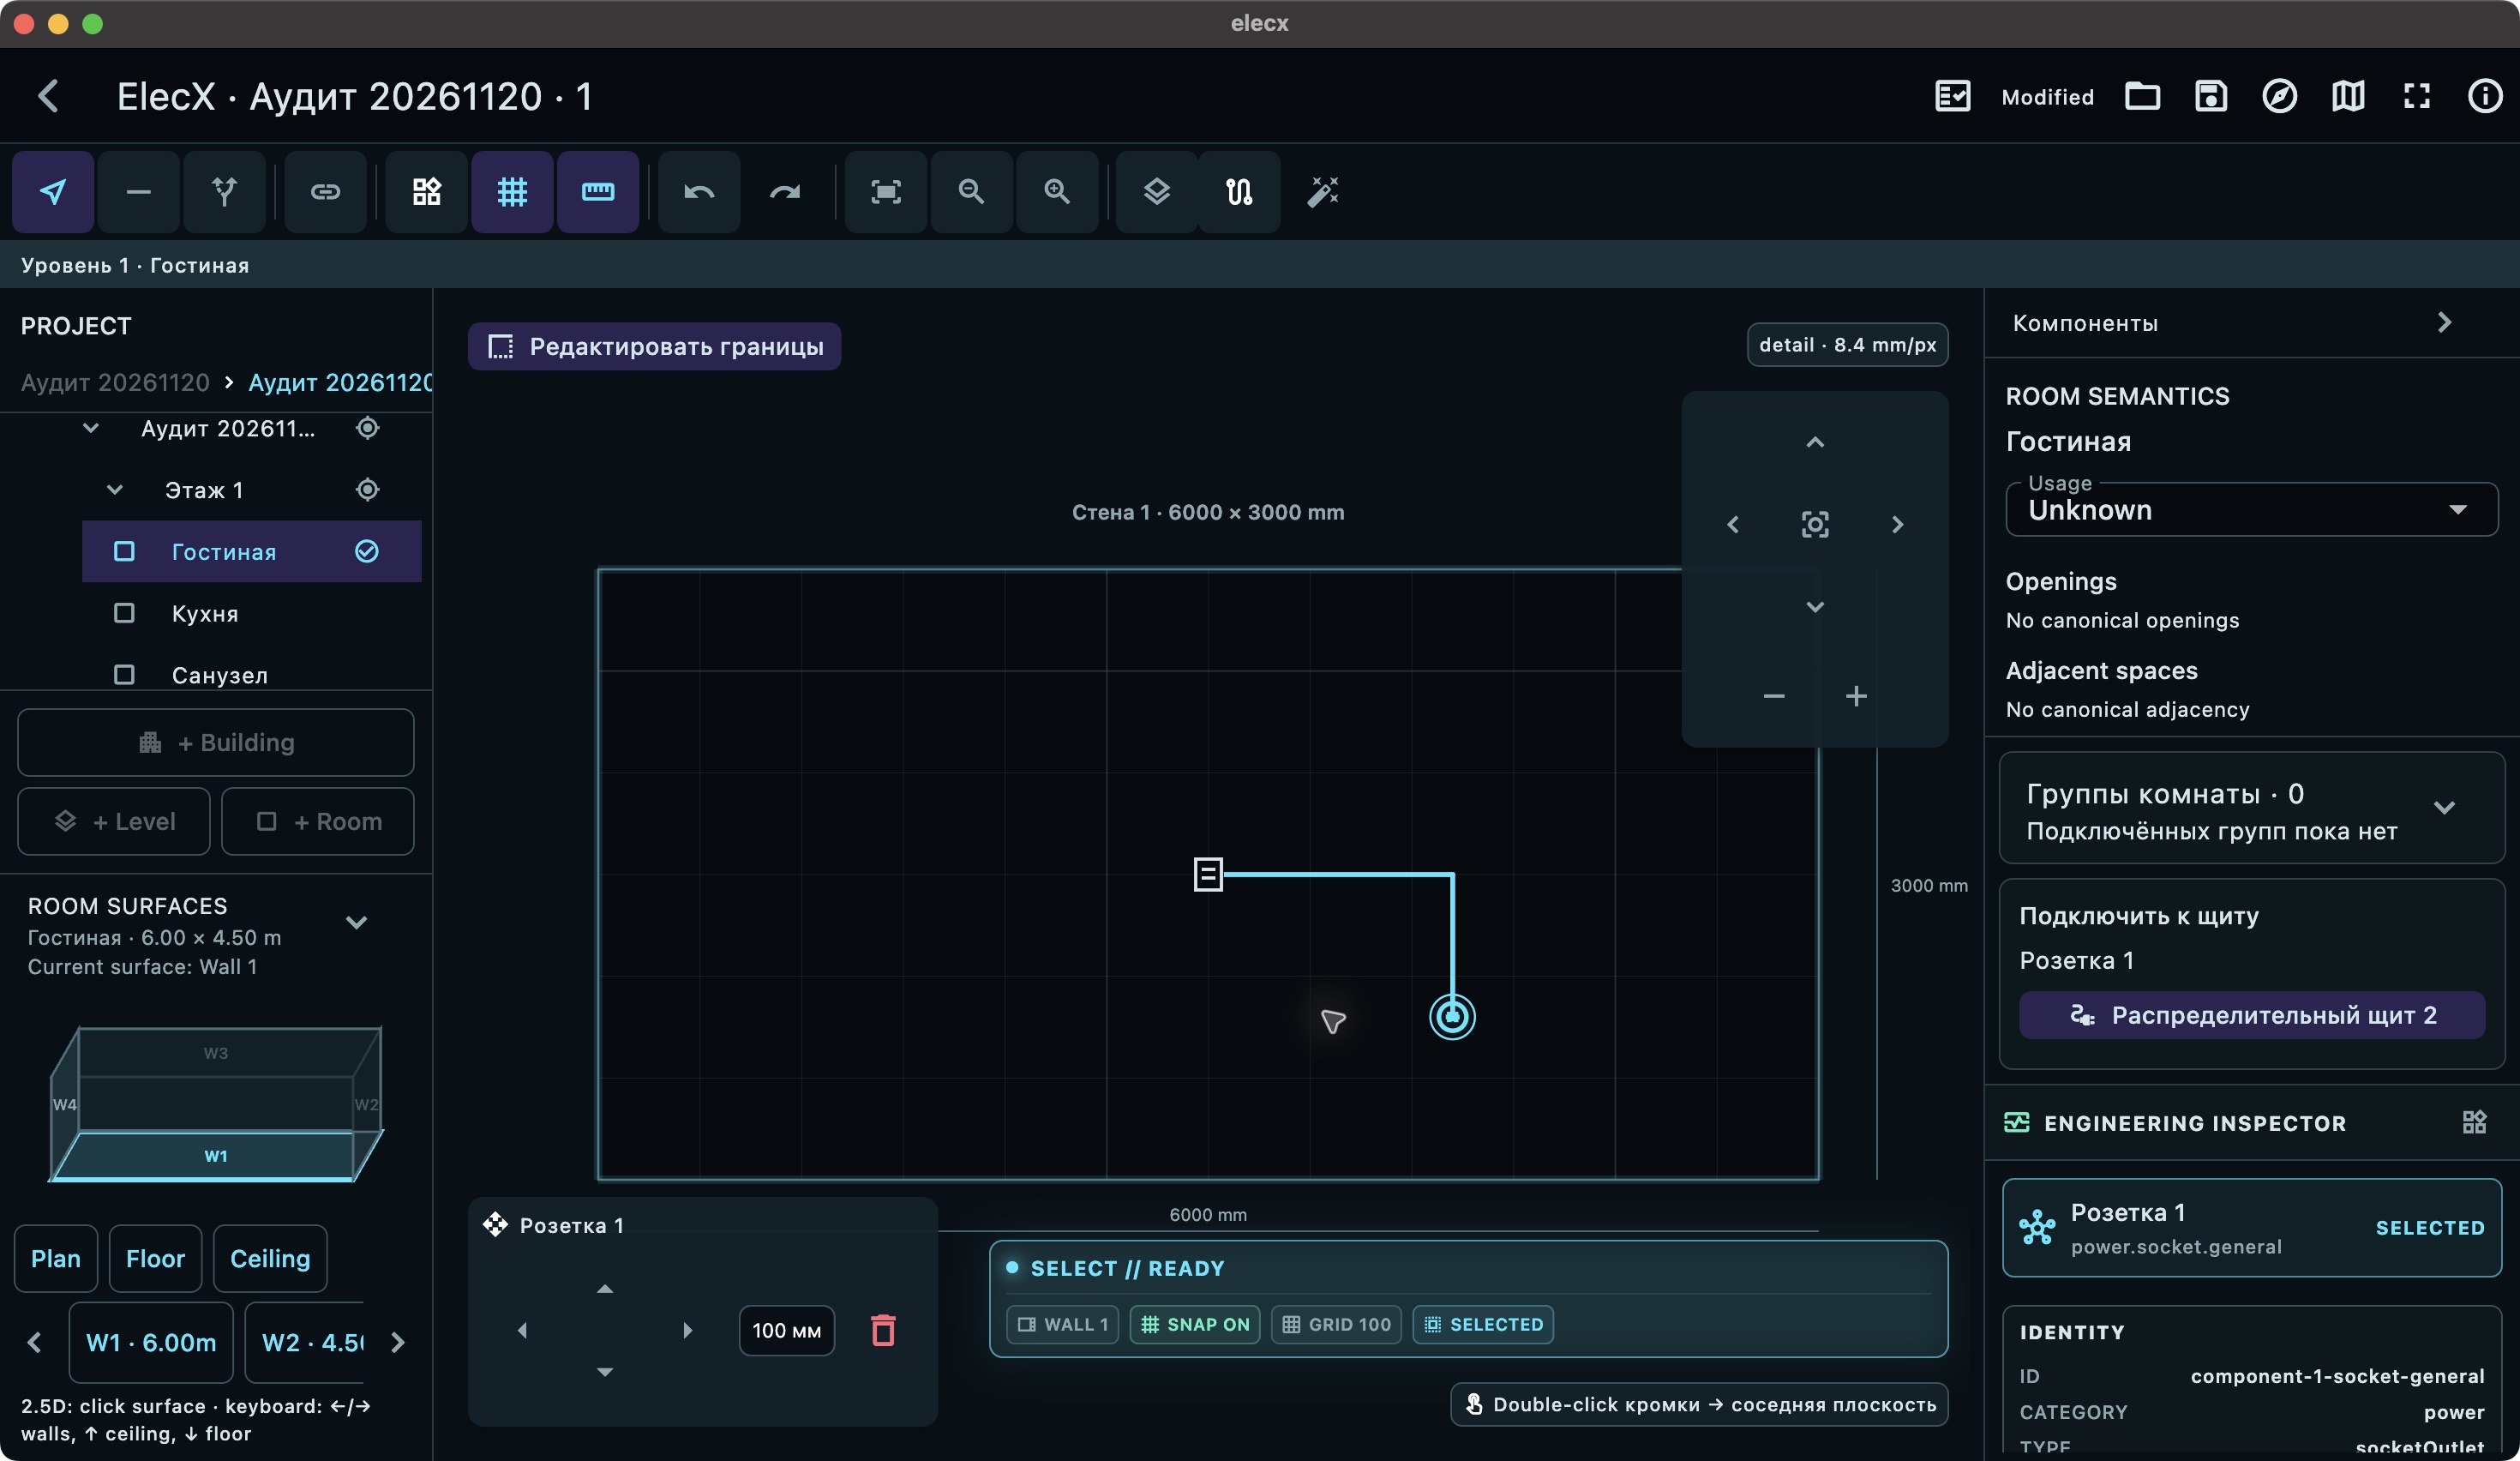 elecx
ElecX · Аудит 20261120 · 1
Modified
Уровень 1 · Гостиная
PROJECT
Аудит 20261120 › Аудит 20261120
Аудит 202611...
Этаж 1
Гостиная
Кухня
Санузел
+ Building
+ Level
+ Room
ROOM SURFACES
Гостиная · 6.00 × 4.50 m
Current surface: Wall 1
W3
W4
W2
W1
Plan
Floor
Ceiling
W1 · 6.00m
W2 · 4.50
2.5D: click surface · keyboard: ←/→
walls, ↑ ceiling, ↓ floor
Редактировать границы
detail · 8.4 mm/px
Стена 1 · 6000 × 3000 mm
3000 mm
6000 mm
Розетка 1
100 мм
SELECT // READY
WALL 1
SNAP ON
GRID 100
SELECTED
Double-click кромки → соседняя плоскость
Компоненты
ROOM SEMANTICS
Гостиная
Usage
Unknown
Openings
No canonical openings
Adjacent spaces
No canonical adjacency
Группы комнаты · 0
Подключённых групп пока нет
Подключить к щиту
Розетка 1
Распределительный щит 2
ENGINEERING INSPECTOR
Розетка 1
power.socket.general
SELECTED
IDENTITY
ID component-1-socket-general
CATEGORY power
TYPE socketOutlet